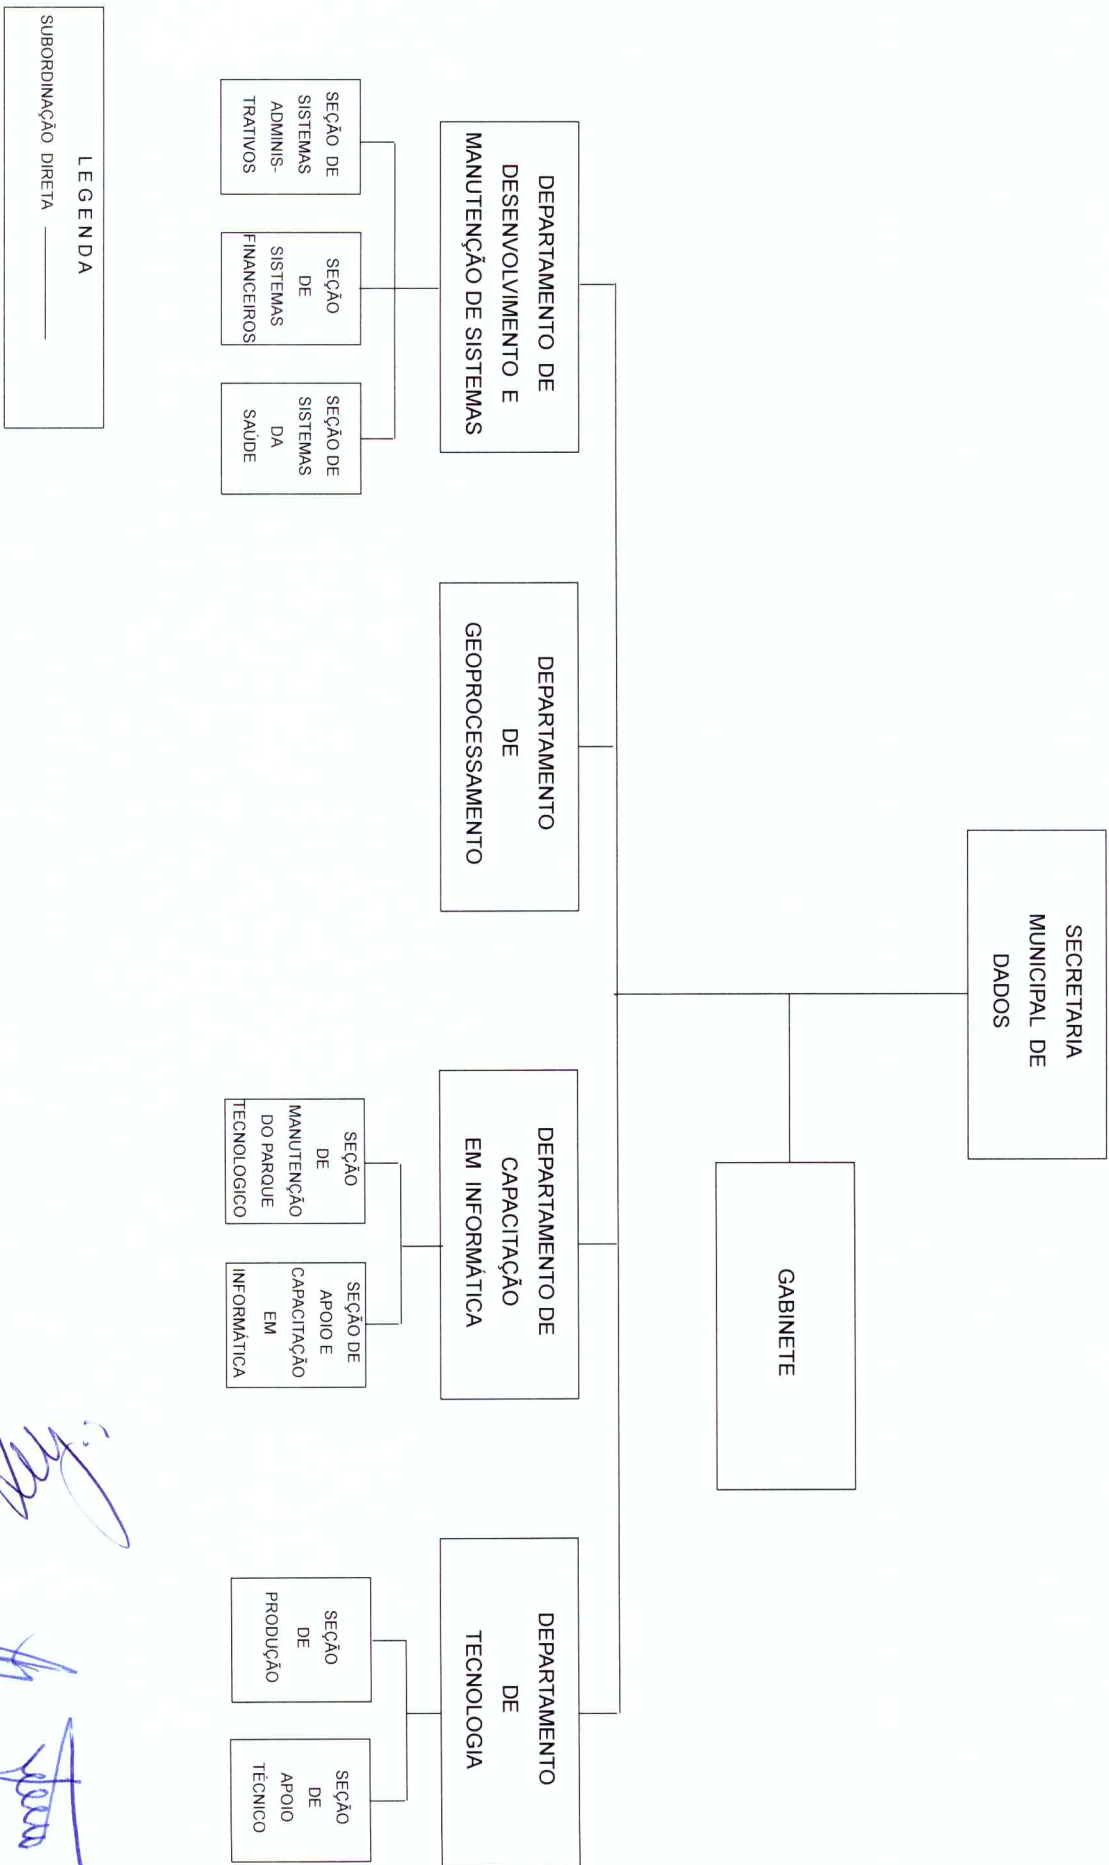 SECRETARIA
MUNICIPAL DE
DADOS
GABINETE
DEPARTAMENTO DE
DESENVOLVIMENTO E
MANUTENÇÃO DE SISTEMAS
DEPARTAMENTO
DE
GEOPROCESSAMENTO
DEPARTAMENTO DE
CAPACITAÇÃO
EM INFORMÁTICA
DEPARTAMENTO
DE
TECNOLOGIA
SEÇÃO DE
SISTEMAS
ADMINIS-
TRATIVOS
SEÇÃO
DE
SISTEMAS
FINANCEIROS
SEÇÃO DE
SISTEMAS
DA
SAÚDE
SEÇÃO
DE
MANUTENÇÃO
DO PARQUE
TECNOLOGICO
SEÇÃO DE
APOIO E
CAPACITAÇÃO
EM
INFORMÁTICA
SEÇÃO
DE
PRODUÇÃO
SEÇÃO
DE
APOIO
TÉCNICO
LEGENDA
SUBORDINAÇÃO DIRETA